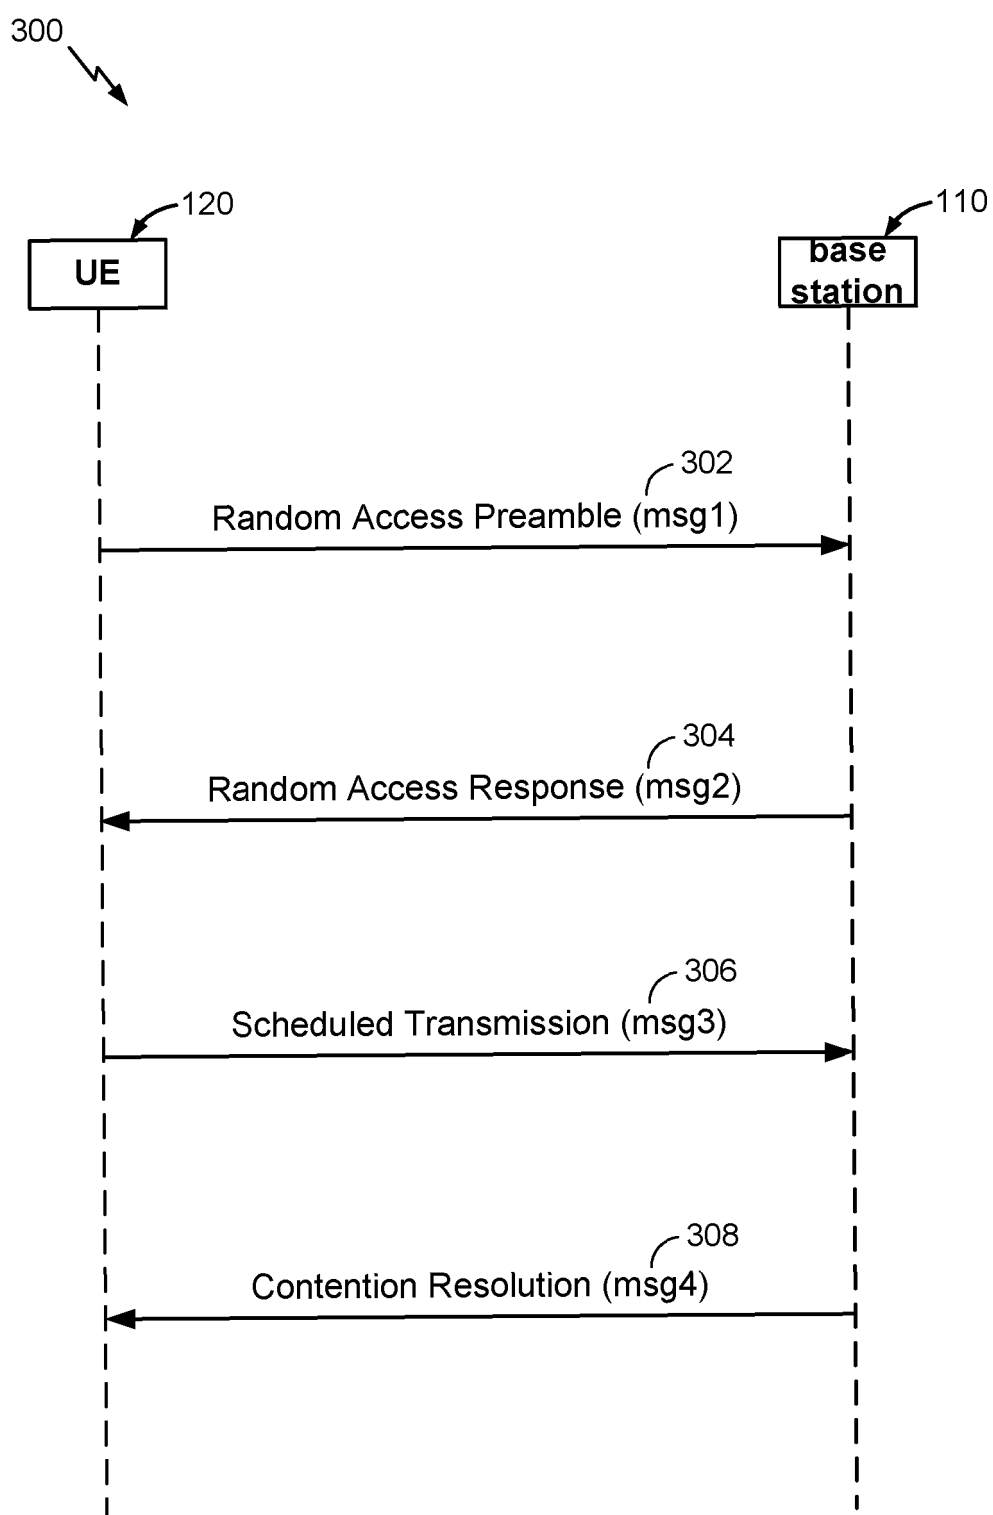 300
120
110
UE
base
station
302
Random Access Preamble (msg1)
304
Random Access Response (msg2)
306
Scheduled Transmission (msg3)
308
Contention Resolution (msg4)